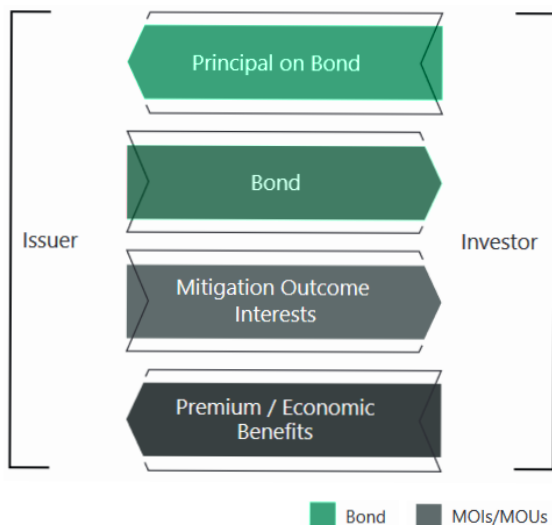 Principal on Bond
Bond
Issuer
Investor
Mitigation Outcome
Interests
Premium / Economic
Benefits
Bond
MOIs/MOUs